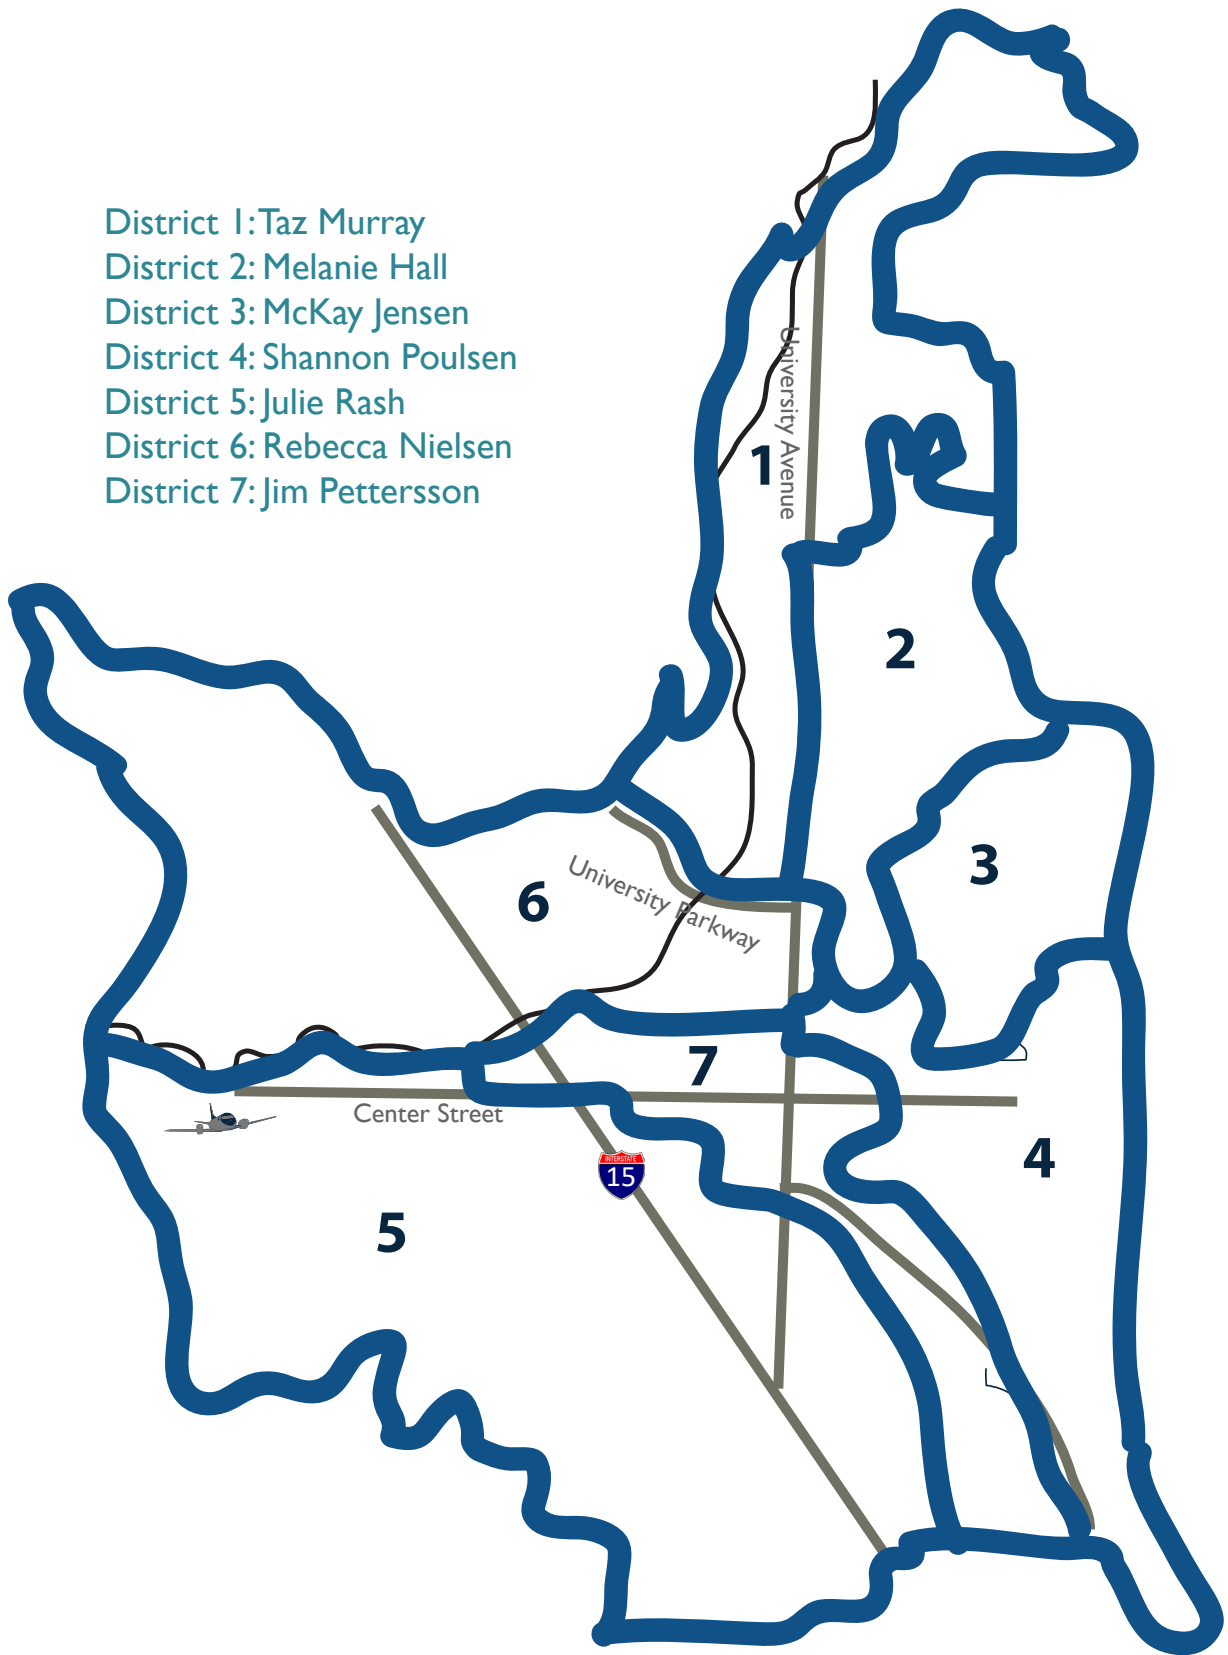 District 1: Taz Murray
District 2: Melanie Hall
District 3: McKay Jensen
District 4: Shannon Poulsen
District 5: Julie Rash
District 6: Rebecca Nielsen
District 7: Jim Pettersson
University Avenue
1
2
3
6
University Parkway
7
Center Street
4
INTERSTATE
15
5